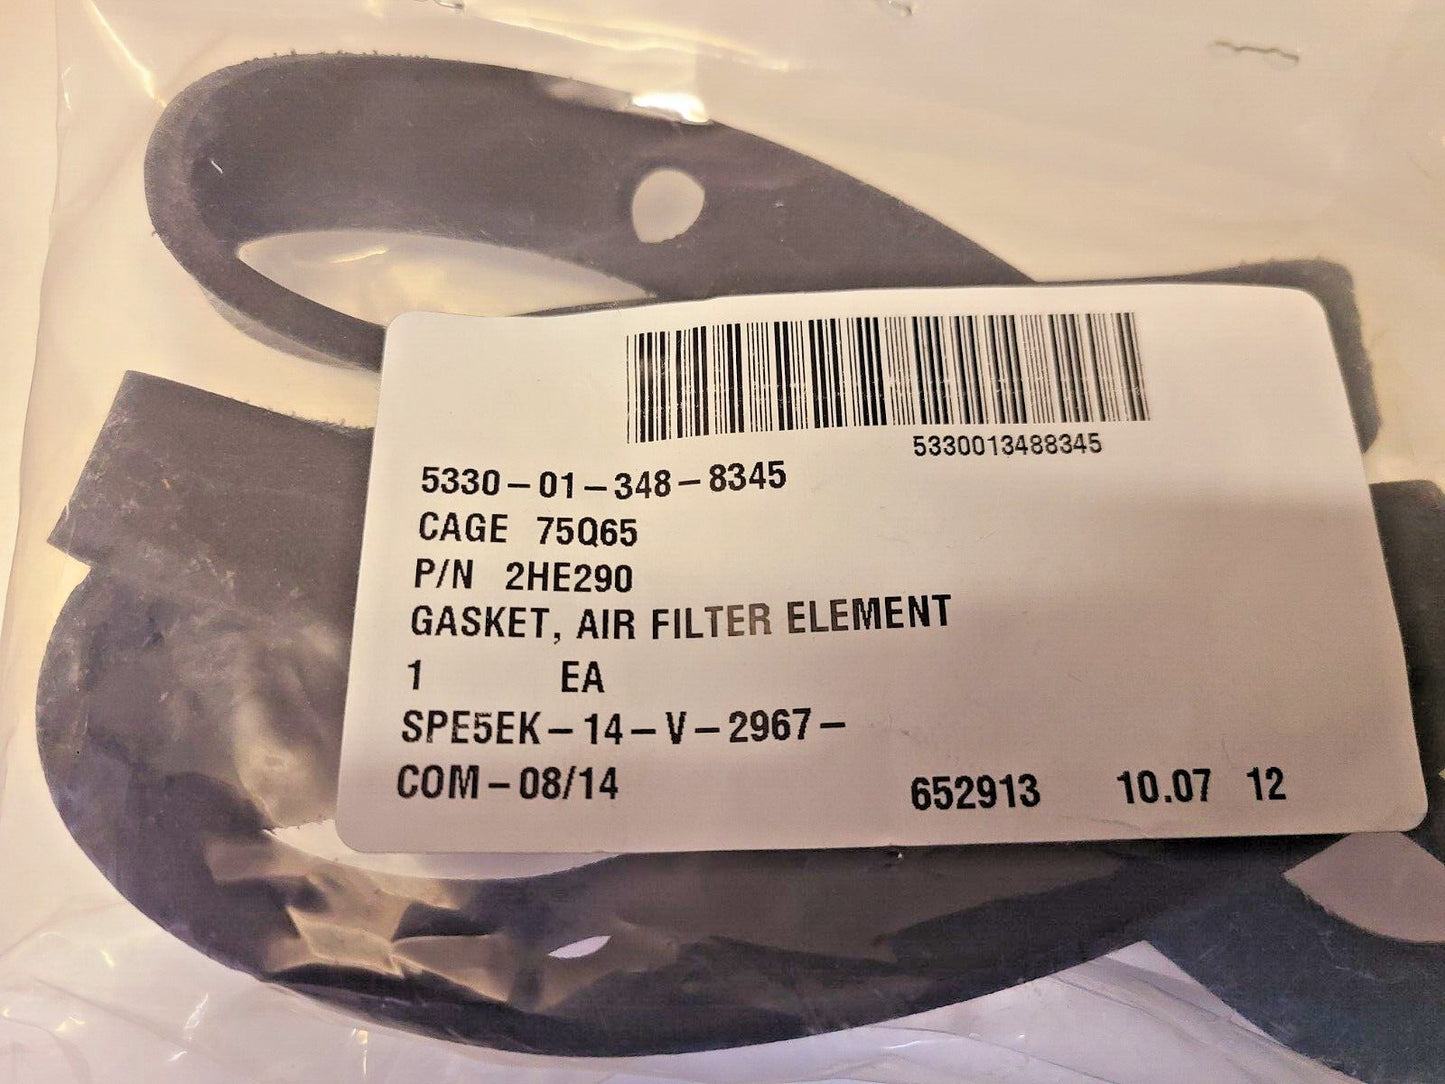 5330013488345
5330-01-348-8345
CAGE 75Q65
P/N 2HE290
GASKET, AIR FILTER ELEMENT
1 EA
SPE5EK-14-V-2967-
COM-08/14 652913 10.07 12